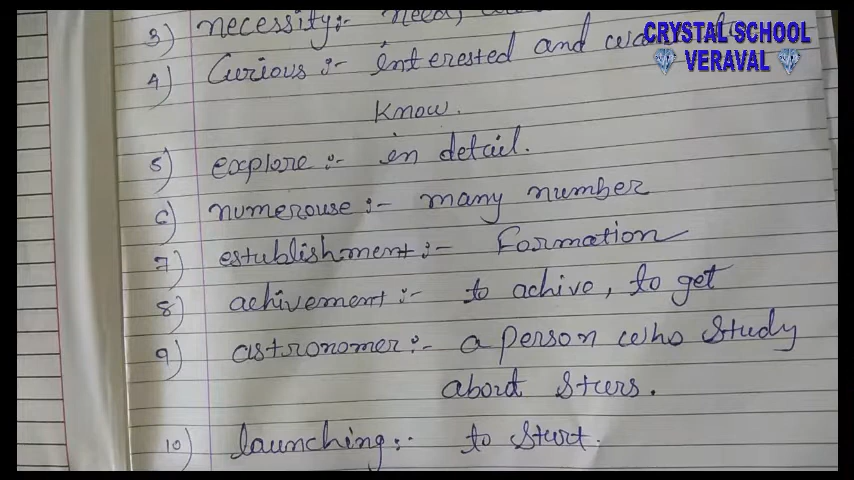 3) necessity:- need,
CRYSTAL SCHOOL
VERAVAL
4) Curious:- interested and
know.
5) explore:- in detail.
6) numerouse:- many number
7) establishment:- Formation
8) achivement:- to achive, to get
9) astronomer:- a person who study
about stars.
10) launching:- to start.